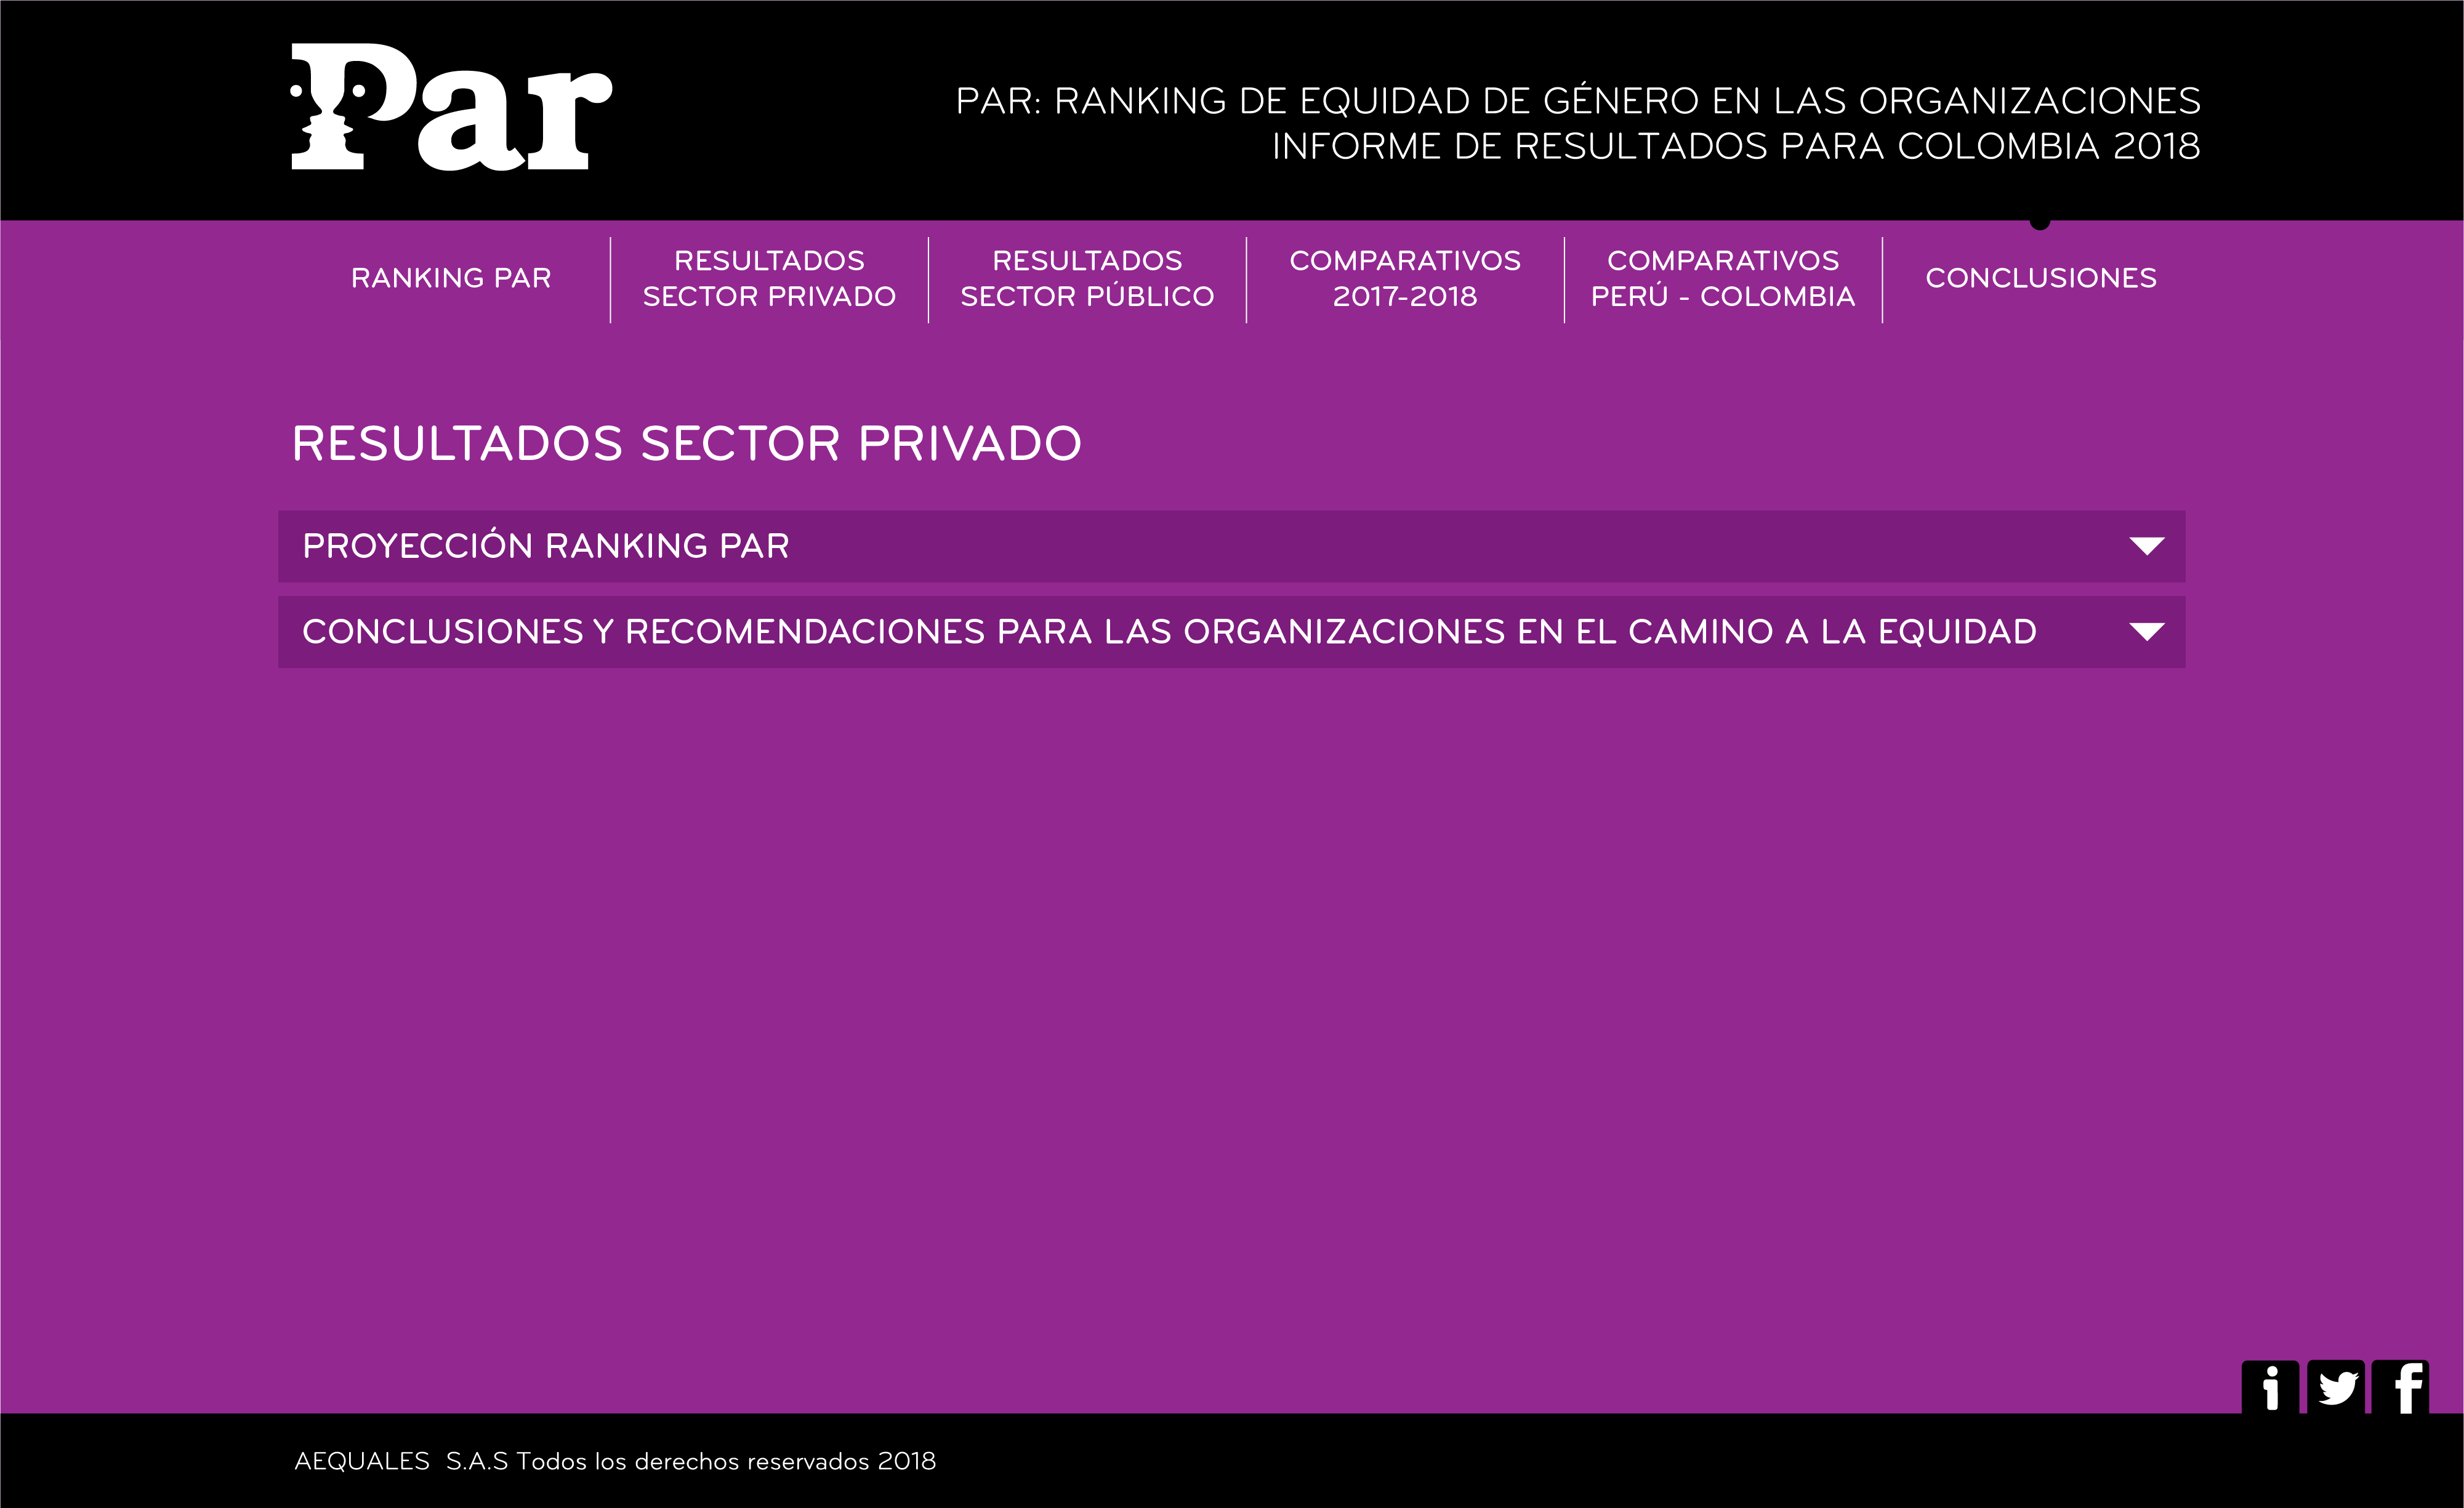 Par
PAR: RANKING DE EQUIDAD DE GÉNERO EN LAS ORGANIZACIONES
INFORME DE RESULTADOS PARA COLOMBIA 2018
RANKING PAR
RESULTADOS
SECTOR PRIVADO
RESULTADOS
SECTOR PÚBLICO
COMPARATIVOS
2017-2018
COMPARATIVOS
PERÚ - COLOMBIA
CONCLUSIONES
RESULTADOS SECTOR PRIVADO
PROYECCIÓN RANKING PAR
CONCLUSIONES Y RECOMENDACIONES PARA LAS ORGANIZACIONES EN EL CAMINO A LA EQUIDAD
AEQUALES S.A.S Todos los derechos reservados 2018